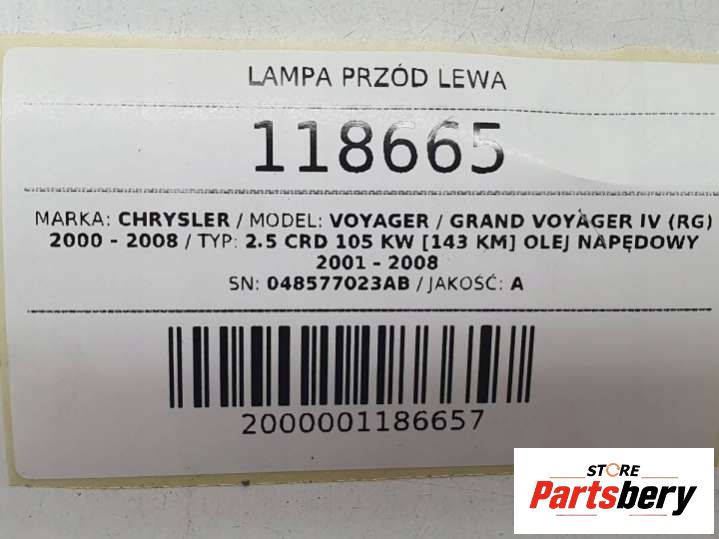 LAMPA PRZÓD LEWA
118665
MARKA: CHRYSLER / MODEL: VOYAGER / GRAND VOYAGER IV (RG)
2000 - 2008 / TYP: 2.5 CRD 105 KW [143 KM] OLEJ NAPĘDOWY
2001 - 2008
SN: 048577023AB / JAKOŚĆ: A
2000001186657
STORE
Partsbery